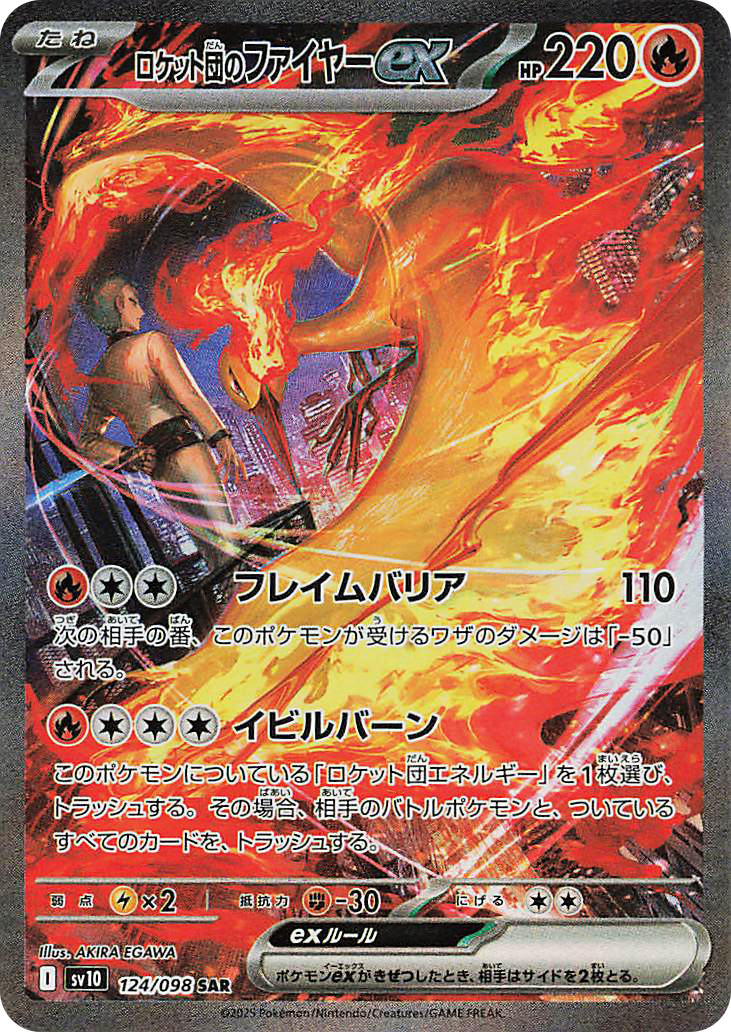 たね
ロケット団のファイヤーex
HP220
フレイムバリア 110
次の相手の番、このポケモンが受けるワザのダメージは「-50」
される。
イビルバーン
このポケモンについている「ロケット団エネルギー」を1枚選び、
トラッシュする。その場合、相手のバトルポケモンと、ついている
すべてのカードを、トラッシュする。
弱点 ×2 抵抗力 -30 にげる
exルール
ポケモンexがきぜつしたとき、相手はサイドを2枚とる。
Illus. AKIRA EGAWA
I sv10 124/098 SAR
©2025 Pokémon/Nintendo/Creatures/GAME FREAK.